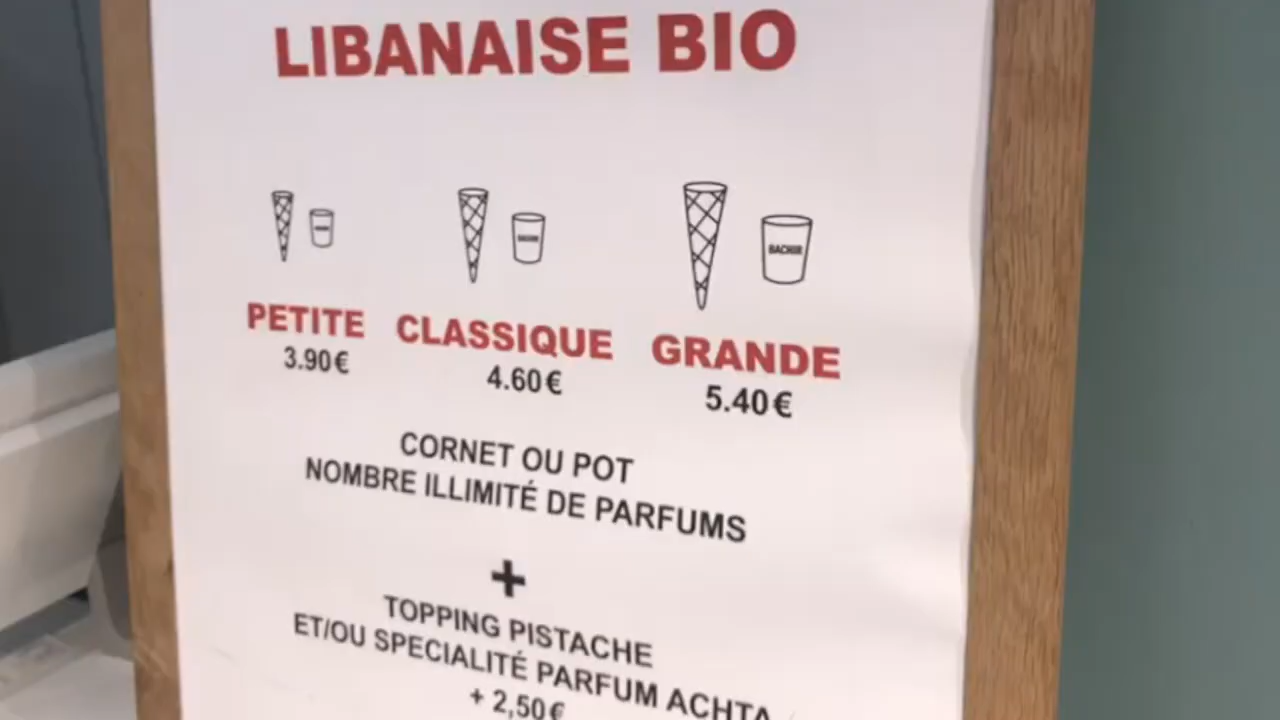 LIBANAISE BIO
BACHIR
PETITE CLASSIQUE GRANDE
3.90€ 4.60€ 5.40€
CORNET OU POT
NOMBRE ILLIMITÉ DE PARFUMS
+
TOPPING PISTACHE
ET/OU SPECIALITÉ PARFUM ACHTA
+ 2,50€